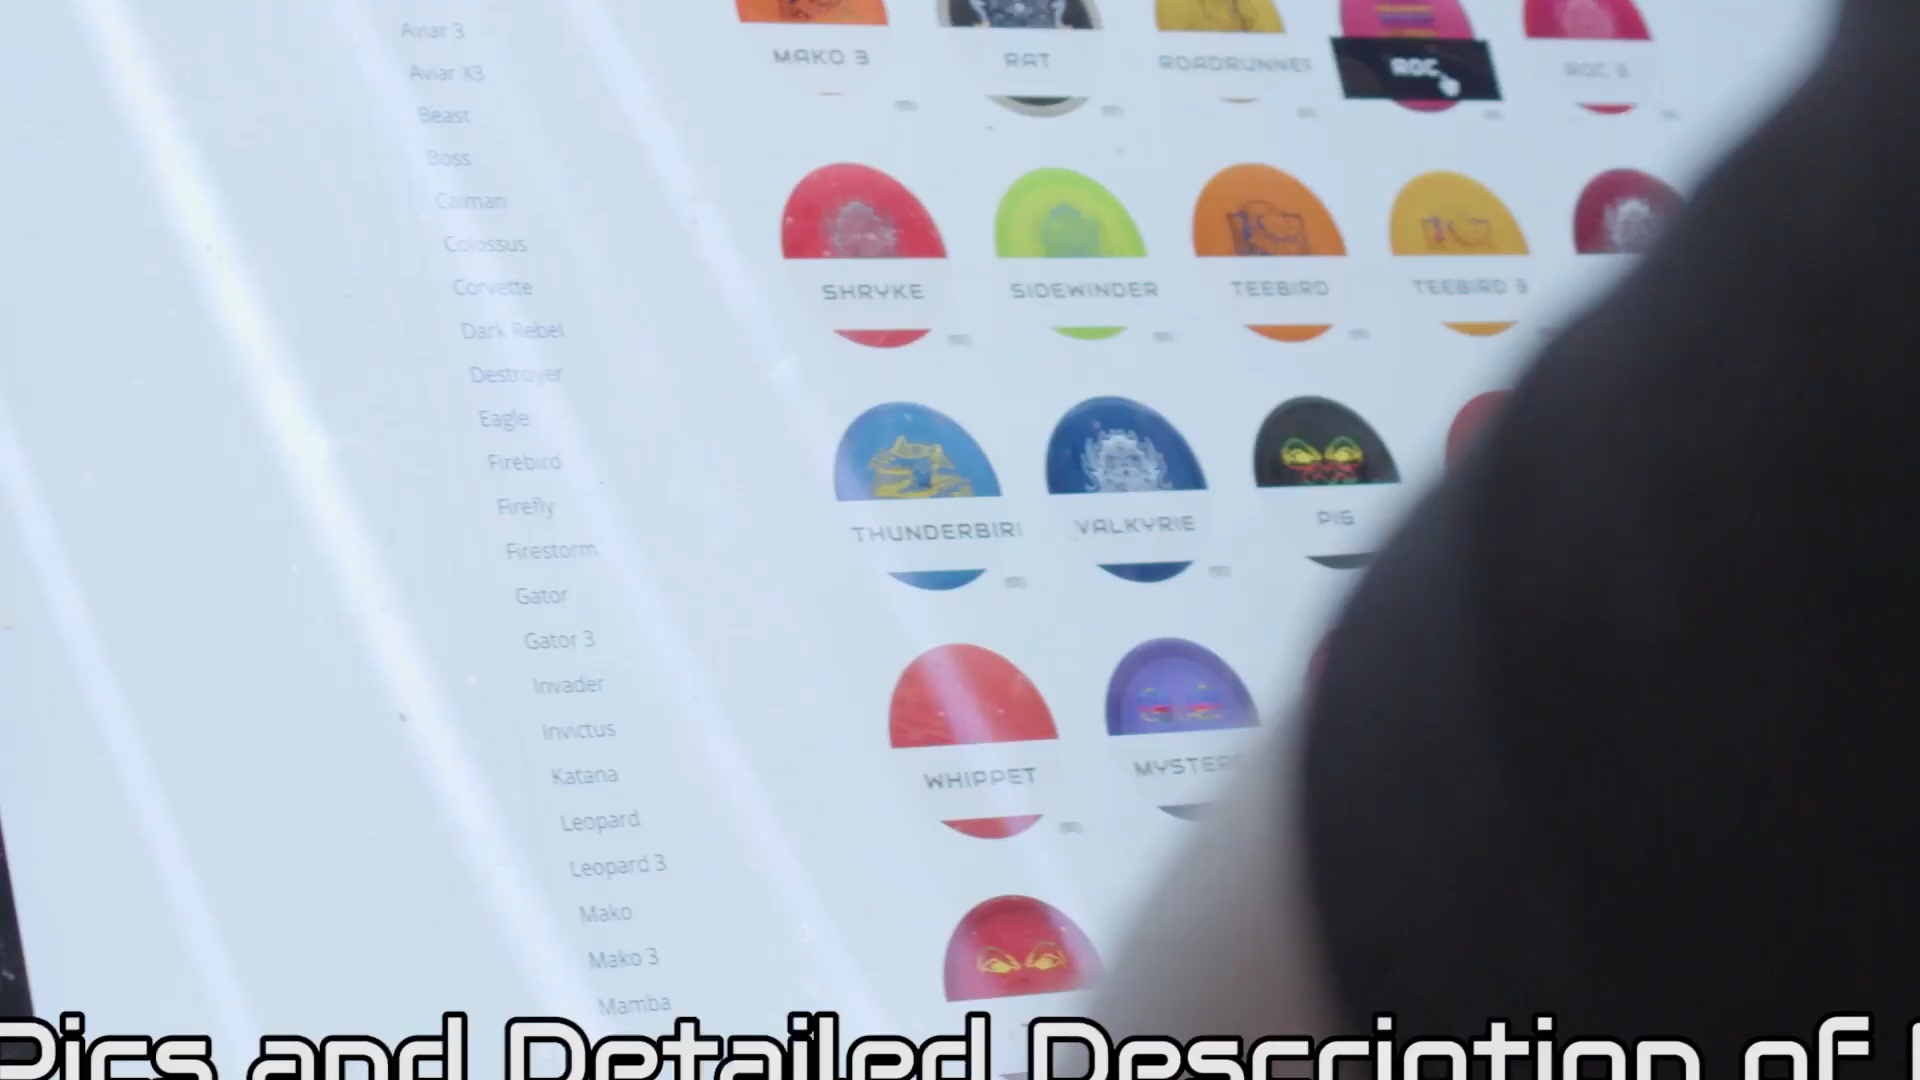 Aviar 3
Aviar X3
Beast
Boss
Caiman
Colossus
Corvette
Dark Rebel
Destroyer
Eagle
Firebird
Firefly
Firestorm
Gator
Gator 3
Invader
Invictus
Katana
Leopard
Leopard 3
Mako
Mako 3
Mamba
MAKO 3
RAT
ROADRUNNER
ROC
ROC 3
SHRYKE
SIDEWINDER
TEEBIRD
TEEBIRD 3
THUNDERBIRI
VALKYRIE
PIG
WHIPPET
MYSTER
Pics and Detailed Description of